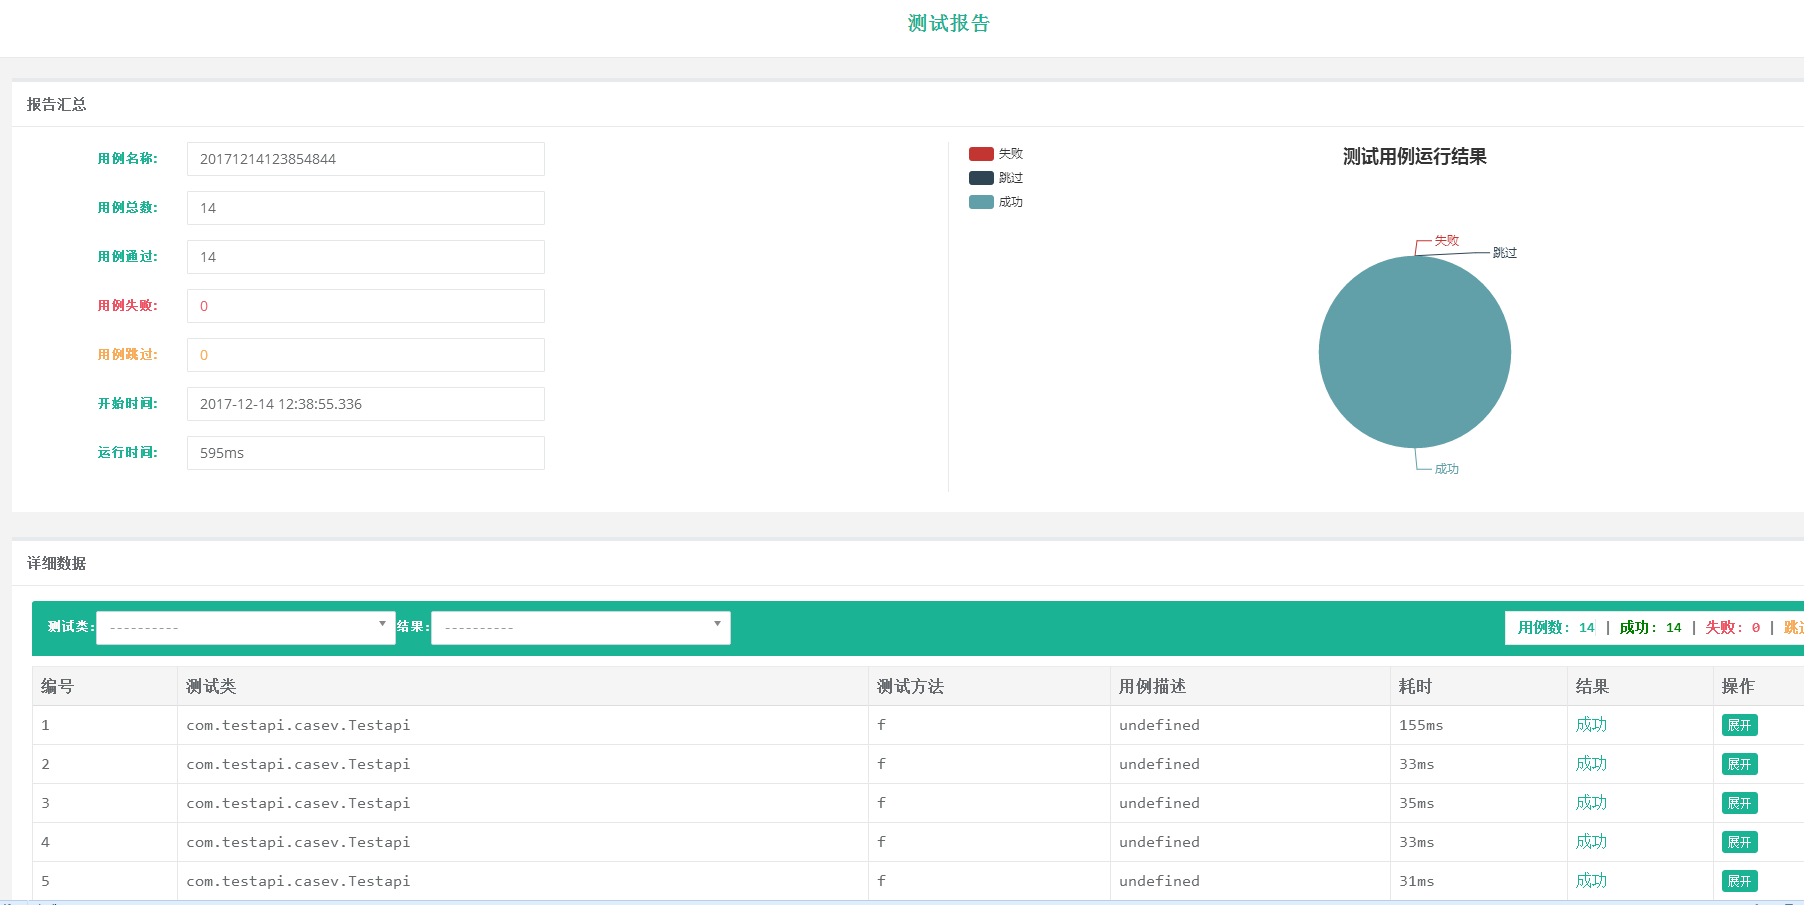 测试报告
报告汇总
用例名称: 20171214123854844
用例总数: 14
用例通过: 14
用例失败: 0
用例跳过: 0
开始时间: 2017-12-14 12:38:55.336
运行时间: 595ms
失败
跳过
成功
测试用例运行结果
失败
跳过
成功
详细数据
测试类: ---------- 结果: ---------- 用例数: 14 | 成功: 14 | 失败: 0 |
编号 测试类 测试方法 用例描述 耗时 结果 操作
1 com.testapi.casev.Testapi f undefined 155ms 成功 展开
2 com.testapi.casev.Testapi f undefined 33ms 成功 展开
3 com.testapi.casev.Testapi f undefined 35ms 成功 展开
4 com.testapi.casev.Testapi f undefined 33ms 成功 展开
5 com.testapi.casev.Testapi f undefined 31ms 成功 展开